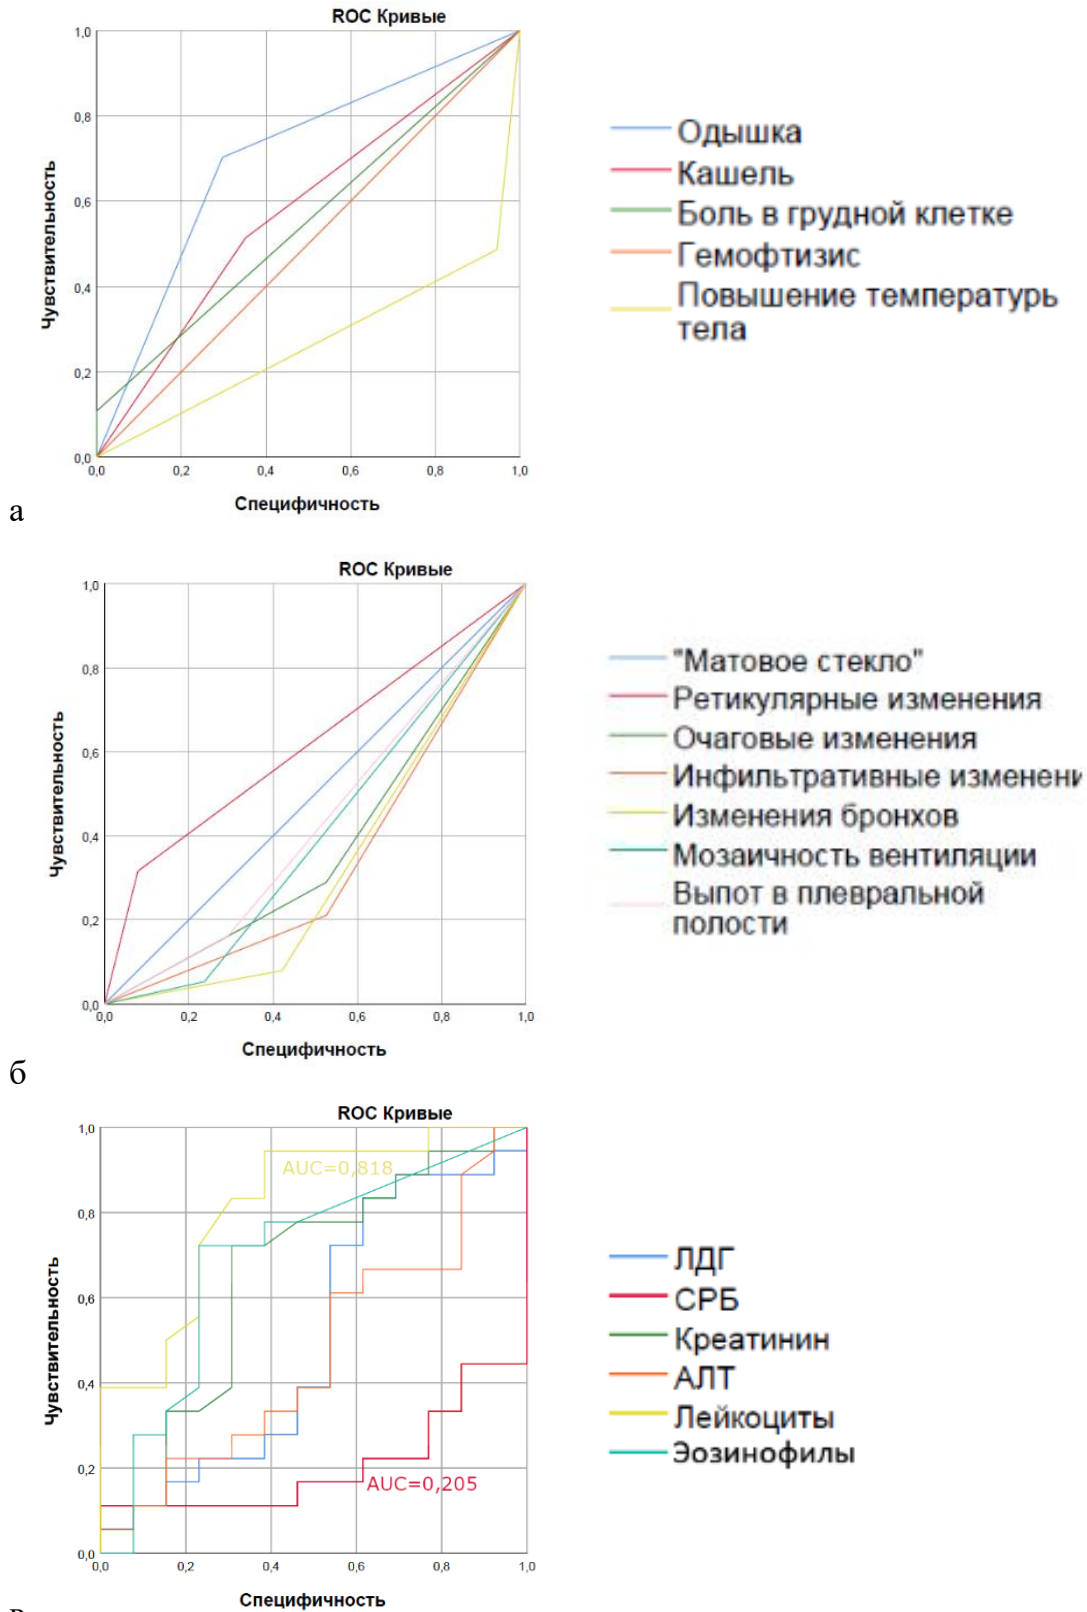 ROC Кривые
1,0
0,8
0,6
0,4
0,2
0,0
Чувствительность
0,0 0,2 0,4 0,6 0,8 1,0
Специфичность
Одышка
Кашель
Боль в грудной клетке
Гемофтизис
Повышение температурь
тела
а
ROC Кривые
1,0
0,8
0,6
0,4
0,2
0,0
Чувствительность
0,0 0,2 0,4 0,6 0,8 1,0
Специфичность
"Матовое стекло"
Ретикулярные изменения
Очаговые изменения
Инфильтративные изменени
Изменения бронхов
Мозаичность вентиляции
Выпот в плевральной
полости
б
ROC Кривые
1,0
0,8
0,6
0,4
0,2
0,0
Чувствительность
AUC=0,818
AUC=0,205
0,0 0,2 0,4 0,6 0,8 1,0
Специфичность
ЛДГ
СРБ
Креатинин
АЛТ
Лейкоциты
Эозинофилы